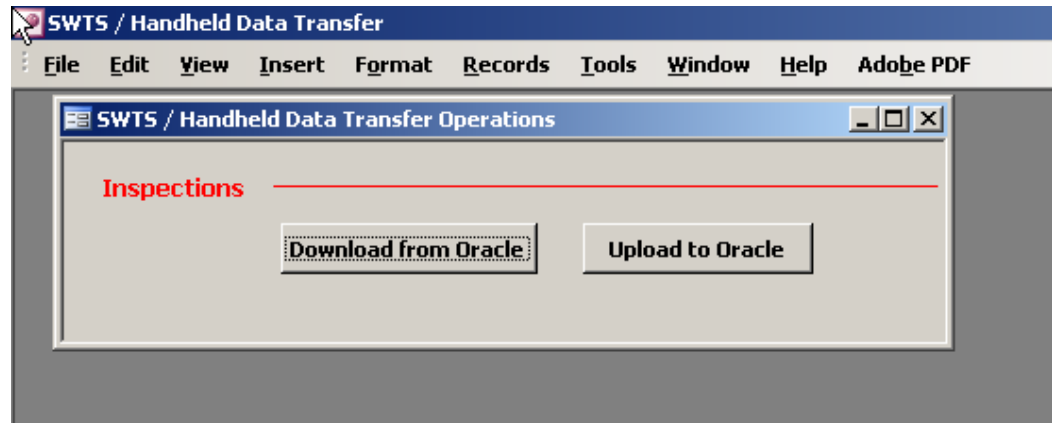 SWTS / Handheld Data Transfer
File Edit View Insert Format Records Tools Window Help Adobe PDF
SWTS / Handheld Data Transfer Operations
Inspections
Download from Oracle Upload to Oracle